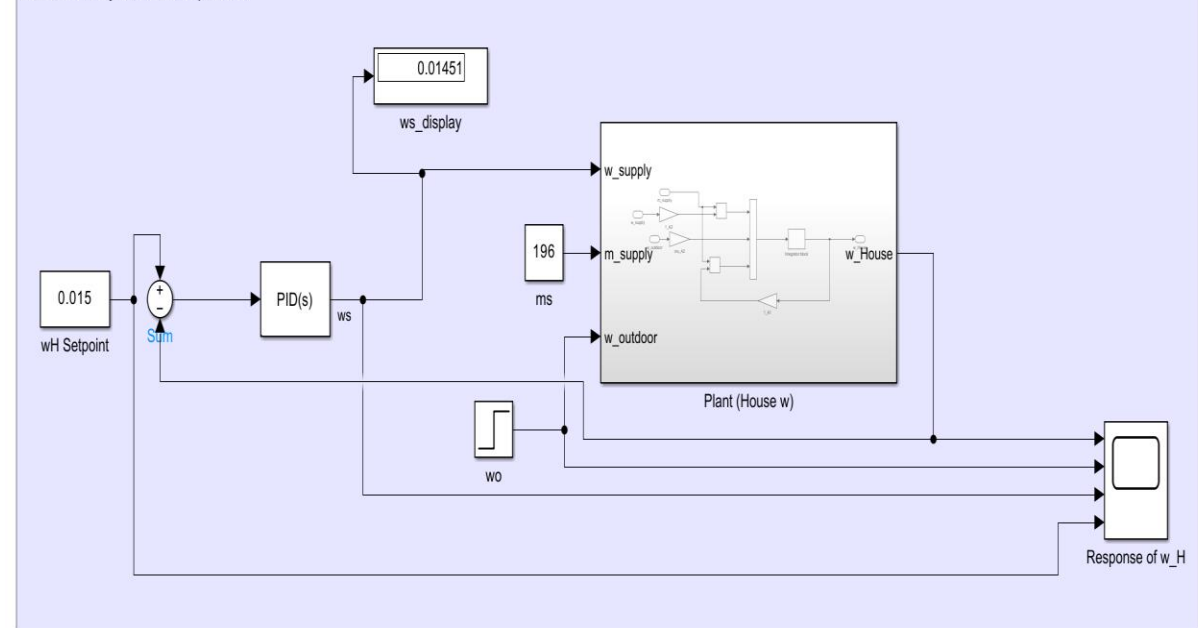 0.01451
ws_display
w_supply
196
m_supply
w_House
ms
0.015
+
−
PID(s)
ws
Sum
wH Setpoint
w_outdoor
Plant (House w)
wo
Response of w_H